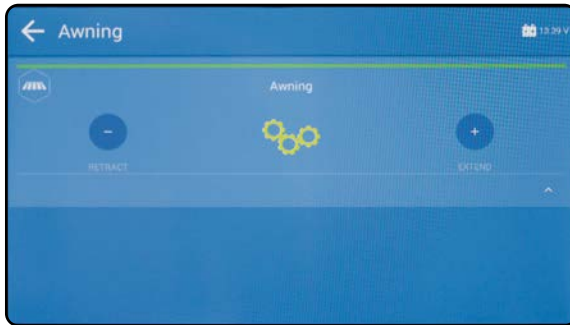 Awning
13.39 V
Awning
-
+
RETRACT
EXTEND